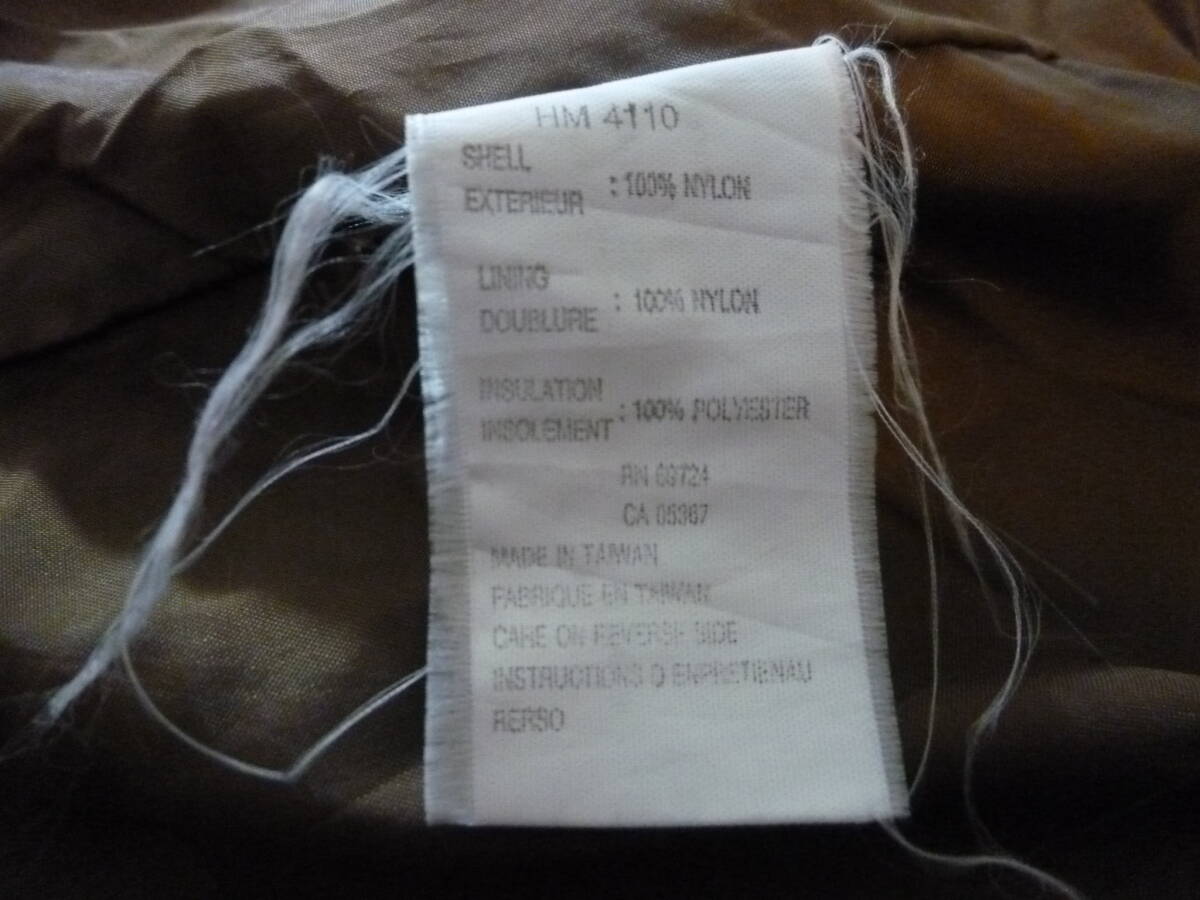 HM 4110
SHELL
EXTERIEUR : 100% NYLON
LINING
DOUBLURE : 100% NYLON
INSULATION
INSOLEMENT : 100% POLYESTER
RN 69724
CA 05367
MADE IN TAIWAN
FABRIQUE EN TAIWAN
CARE ON REVERSE SIDE
INSTRUCTIONS D ENPRETIENAU
RERSO